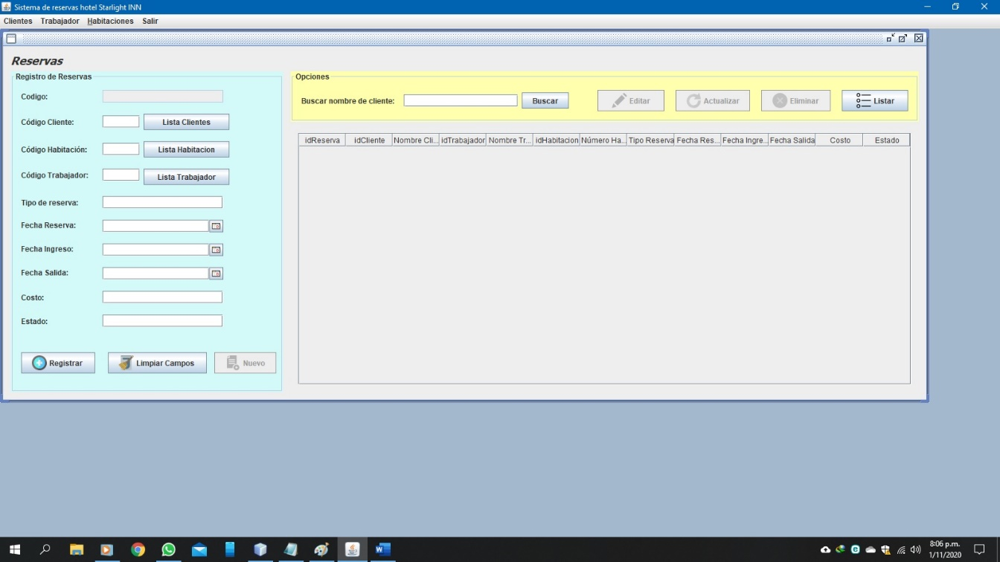 Sistema de reservas hotel Starlight INN
Clientes Trabajador Habitaciones Salir
Reservas
Registro de Reservas
Codigo:
Código Cliente: Lista Clientes
Código Habitación: Lista Habitacion
Código Trabajador: Lista Trabajador
Tipo de reserva:
Fecha Reserva:
Fecha Ingreso:
Fecha Salida:
Costo:
Estado:
Registrar Limpiar Campos Nuevo
Opciones
Buscar nombre de cliente: Buscar Editar Actualizar Eliminar Listar
idReserva idCliente Nombre Cli... idTrabajador Nombre Tr... idHabitacion Número Ha... Tipo Reserva Fecha Res... Fecha Ingre... Fecha Salida Costo Estado
8:06 p.m.
1/11/2020